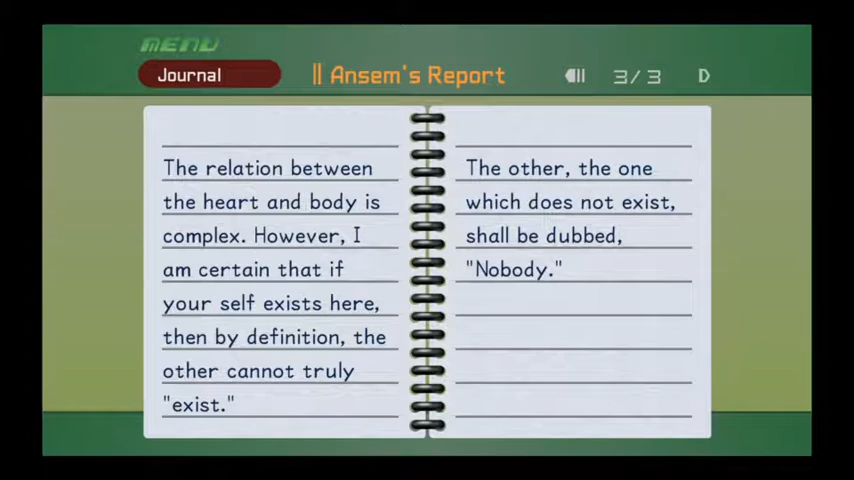 MENU
Journal
Ansem's Report
3/3
D
The relation between
the heart and body is
complex. However, I
am certain that if
your self exists here,
then by definition, the
other cannot truly
"exist."
The other, the one
which does not exist,
shall be dubbed,
"Nobody."